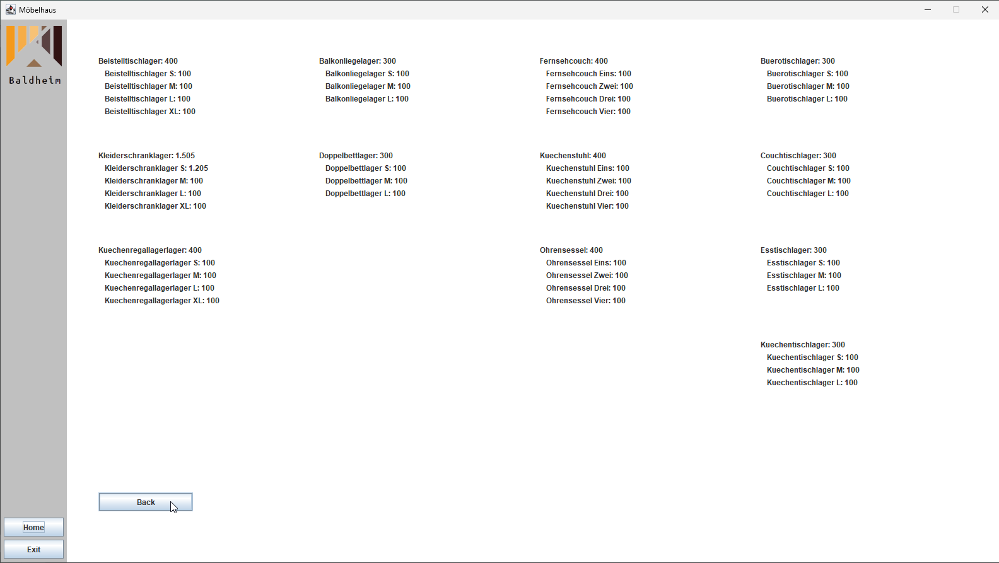 Möbelhaus
Baldheim
Beistelltischlager: 400
Beistelltischlager S: 100
Beistelltischlager M: 100
Beistelltischlager L: 100
Beistelltischlager XL: 100
Kleiderschranklager: 1.505
Kleiderschranklager S: 1.205
Kleiderschranklager M: 100
Kleiderschranklager L: 100
Kleiderschranklager XL: 100
Kuechenregallagerlager: 400
Kuechenregallagerlager S: 100
Kuechenregallagerlager M: 100
Kuechenregallagerlager L: 100
Kuechenregallagerlager XL: 100
Balkonliegelager: 300
Balkonliegelager S: 100
Balkonliegelager M: 100
Balkonliegelager L: 100
Doppelbettlager: 300
Doppelbettlager S: 100
Doppelbettlager M: 100
Doppelbettlager L: 100
Fernsehcouch: 400
Fernsehcouch Eins: 100
Fernsehcouch Zwei: 100
Fernsehcouch Drei: 100
Fernsehcouch Vier: 100
Kuechenstuhl: 400
Kuechenstuhl Eins: 100
Kuechenstuhl Zwei: 100
Kuechenstuhl Drei: 100
Kuechenstuhl Vier: 100
Ohrensessel: 400
Ohrensessel Eins: 100
Ohrensessel Zwei: 100
Ohrensessel Drei: 100
Ohrensessel Vier: 100
Buerotischlager: 300
Buerotischlager S: 100
Buerotischlager M: 100
Buerotischlager L: 100
Couchtischlager: 300
Couchtischlager S: 100
Couchtischlager M: 100
Couchtischlager L: 100
Esstischlager: 300
Esstischlager S: 100
Esstischlager M: 100
Esstischlager L: 100
Kuechentischlager: 300
Kuechentischlager S: 100
Kuechentischlager M: 100
Kuechentischlager L: 100
Back
Home
Exit